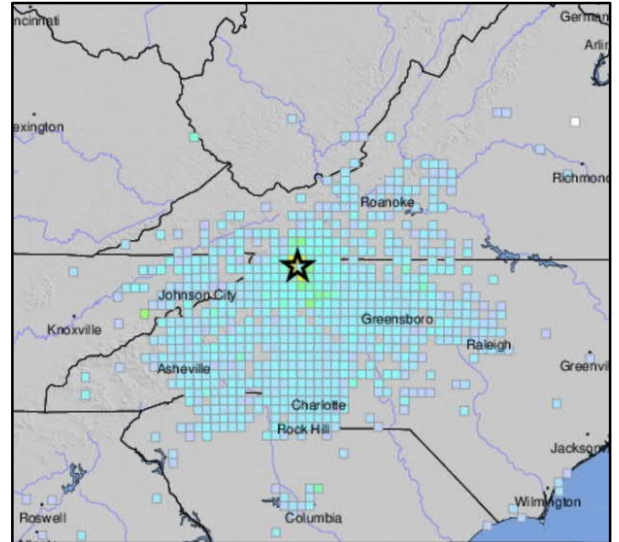 ncinnati
German
Arlin
exington
Richmond
Roanoke
7
Johnson City
Greensboro
Knoxville
Raleigh
Asheville
Greenvil
Charlotte
Rock Hill
Jackson
Wilmington
Roswell
Columbia